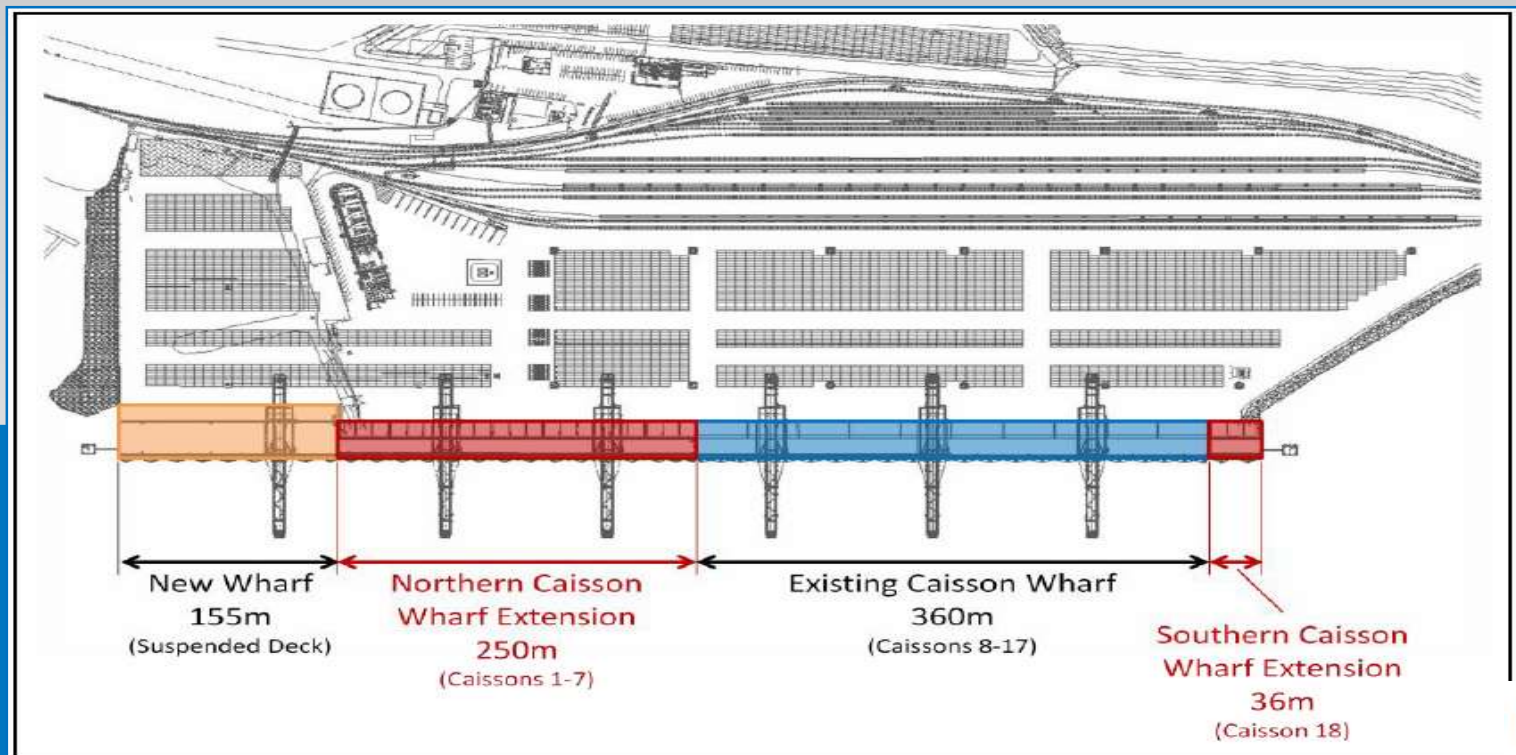 New Wharf
155m
(Suspended Deck)
Northern Caisson
Wharf Extension
250m
(Caissons 1-7)
Existing Caisson Wharf
360m
(Caissons 8-17)
Southern Caisson
Wharf Extension
36m
(Caisson 18)